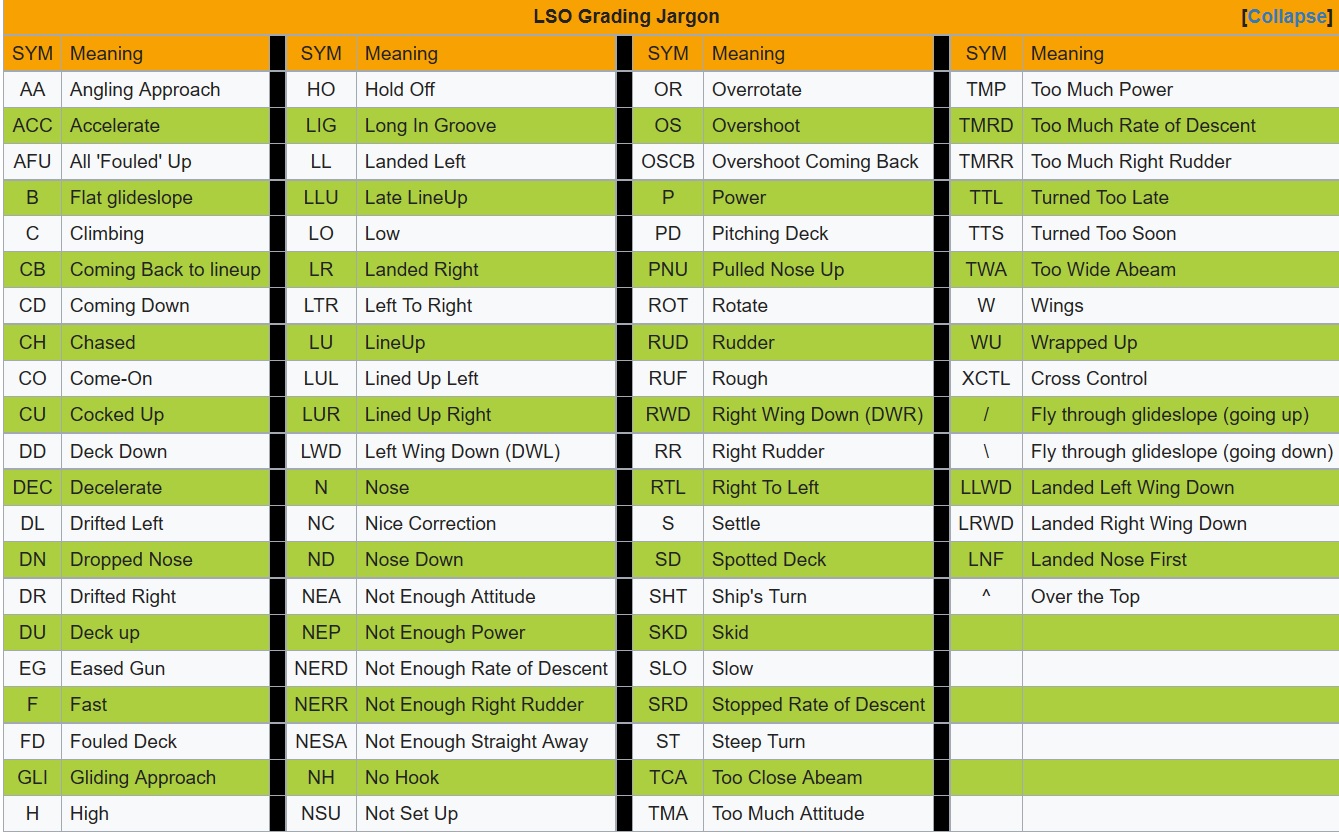 LSO Grading Jargon [Collapse]
SYM Meaning SYM Meaning SYM Meaning SYM Meaning
AA Angling Approach HO Hold Off OR Overrotate TMP Too Much Power
ACC Accelerate LIG Long In Groove OS Overshoot TMRD Too Much Rate of Descent
AFU All 'Fouled' Up LL Landed Left OSCB Overshoot Coming Back TMRR Too Much Right Rudder
B Flat glideslope LLU Late LineUp P Power TTL Turned Too Late
C Climbing LO Low PD Pitching Deck TTS Turned Too Soon
CB Coming Back to lineup LR Landed Right PNU Pulled Nose Up TWA Too Wide Abeam
CD Coming Down LTR Left To Right ROT Rotate W Wings
CH Chased LU LineUp RUD Rudder WU Wrapped Up
CO Come-On LUL Lined Up Left RUF Rough XCTL Cross Control
CU Cocked Up LUR Lined Up Right RWD Right Wing Down (DWR) / Fly through glideslope (going up)
DD Deck Down LWD Left Wing Down (DWL) RR Right Rudder \ Fly through glideslope (going down)
DEC Decelerate N Nose RTL Right To Left LLWD Landed Left Wing Down
DL Drifted Left NC Nice Correction S Settle LRWD Landed Right Wing Down
DN Dropped Nose ND Nose Down SD Spotted Deck LNF Landed Nose First
DR Drifted Right NEA Not Enough Attitude SHT Ship's Turn ^ Over the Top
DU Deck up NEP Not Enough Power SKD Skid
EG Eased Gun NERD Not Enough Rate of Descent SLO Slow
F Fast NERR Not Enough Right Rudder SRD Stopped Rate of Descent
FD Fouled Deck NESA Not Enough Straight Away ST Steep Turn
GLI Gliding Approach NH No Hook TCA Too Close Abeam
H High NSU Not Set Up TMA Too Much Attitude